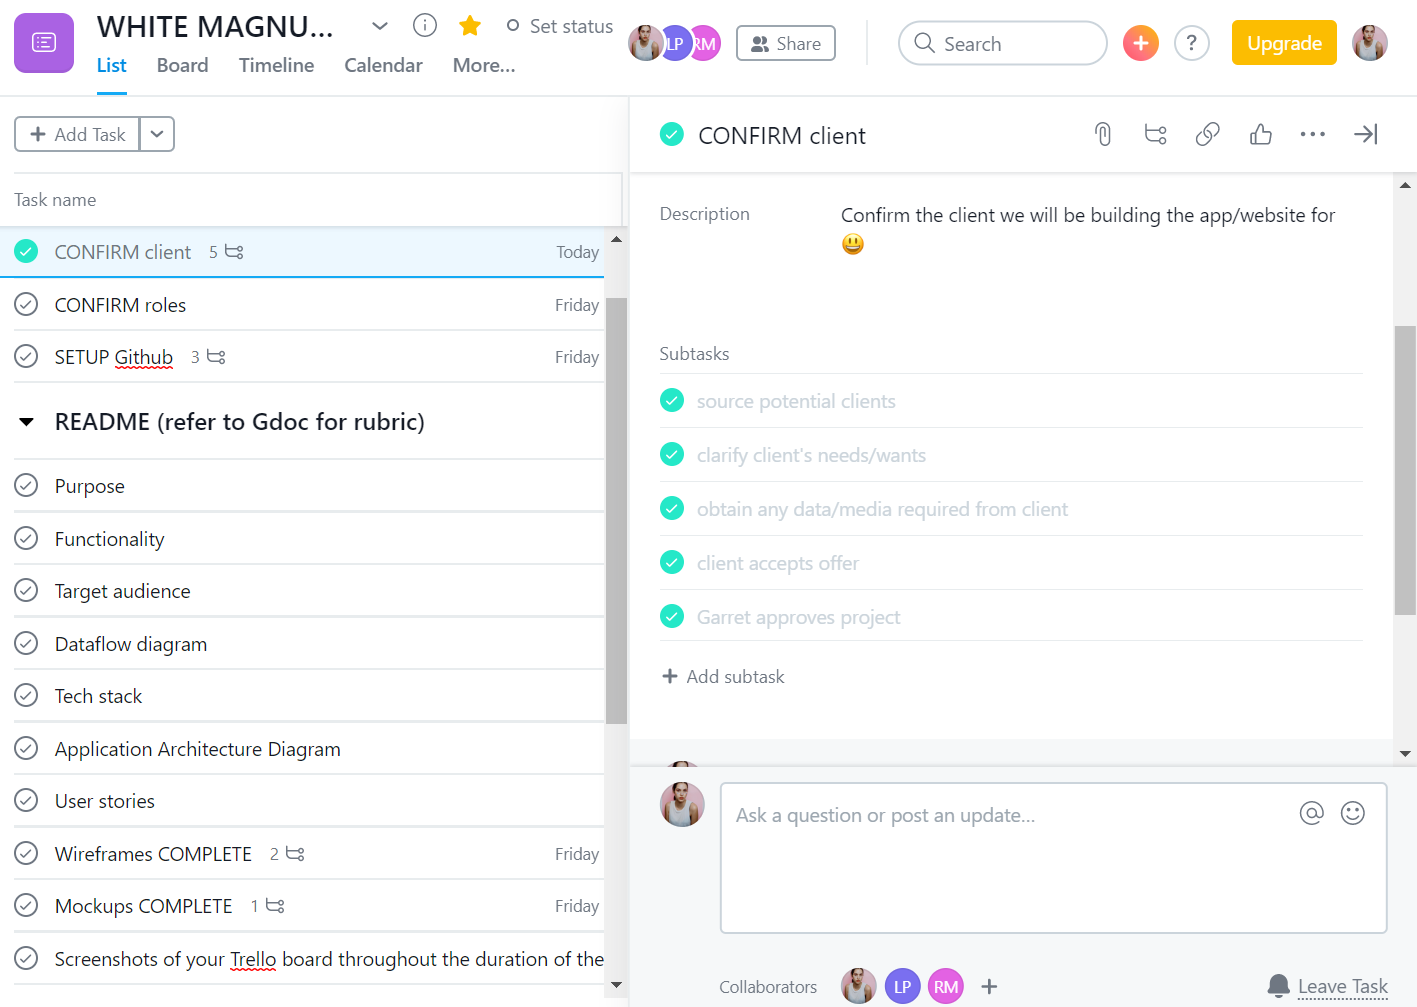 WHITE MAGNU...
Set status
LP
RM
Share
Search
?
Upgrade
List
Board
Timeline
Calendar
More...
Add Task
Task name
CONFIRM client 5 Today
CONFIRM roles Friday
SETUP Github 3 Friday
README (refer to Gdoc for rubric)
Purpose
Functionality
Target audience
Dataflow diagram
Tech stack
Application Architecture Diagram
User stories
Wireframes COMPLETE 2 Friday
Mockups COMPLETE 1 Friday
Screenshots of your Trello board throughout the duration of the
CONFIRM client
Description
Confirm the client we will be building the app/website for
😃
Subtasks
source potential clients
clarify client's needs/wants
obtain any data/media required from client
client accepts offer
Garret approves project
+ Add subtask
Ask a question or post an update...
Collaborators
LP
RM
Leave Task